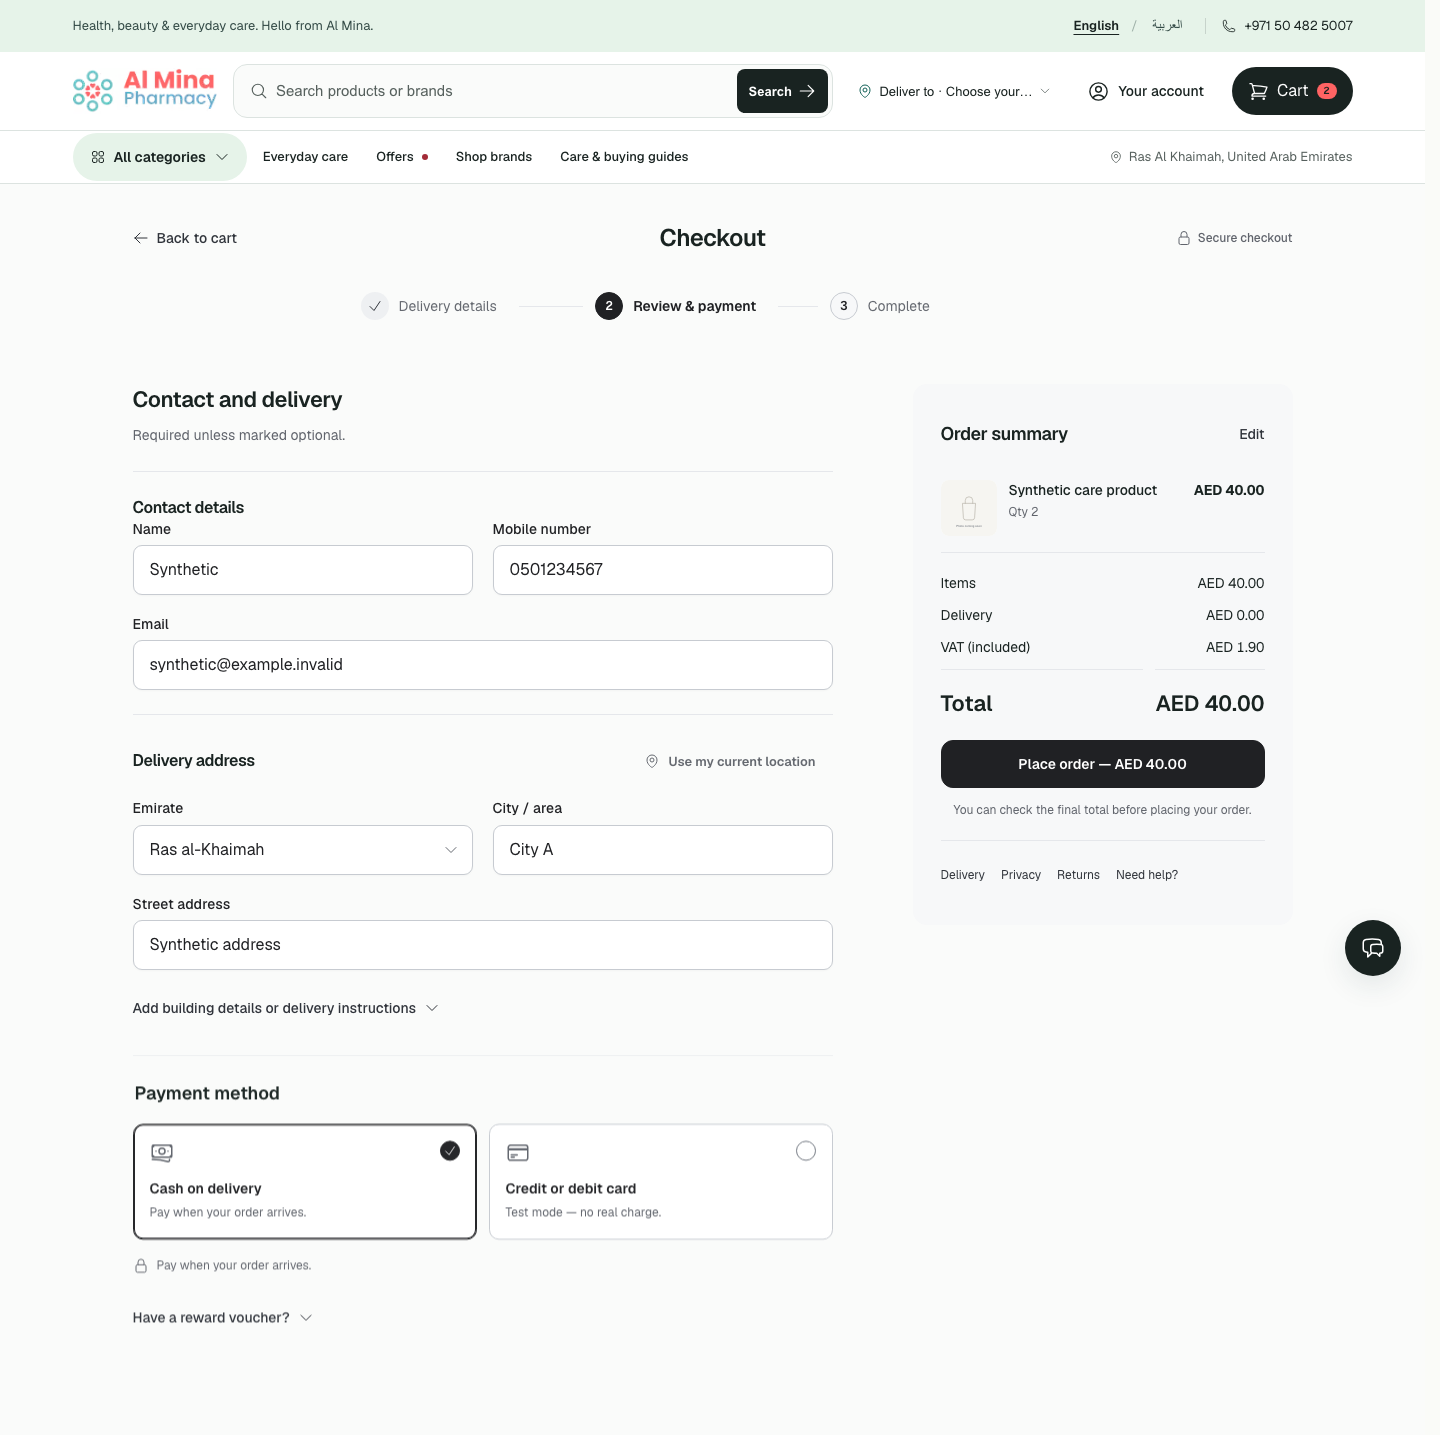 Health, beauty & everyday care. Hello from Al Mina.
English / العربية
+971 50 482 5007
Al Mina
Pharmacy
Search products or brands
Search
Deliver to · Choose your…
Your account
Cart 2
All categories
Everyday care
Offers
Shop brands
Care & buying guides
Ras Al Khaimah, United Arab Emirates
Back to cart
Checkout
Secure checkout
Delivery details
2 Review & payment
3 Complete
Contact and delivery
Required unless marked optional.
Contact details
Name
Mobile number
Synthetic
0501234567
Email
synthetic@example.invalid
Delivery address
Use my current location
Emirate
City / area
Ras al-Khaimah
City A
Street address
Synthetic address
Add building details or delivery instructions
Payment method
Cash on delivery
Pay when your order arrives.
Credit or debit card
Test mode — no real charge.
Pay when your order arrives.
Have a reward voucher?
Order summary
Edit
Synthetic care product
AED 40.00
Qty 2
Items AED 40.00
Delivery AED 0.00
VAT (included) AED 1.90
Total AED 40.00
Place order — AED 40.00
You can check the final total before placing your order.
Delivery Privacy Returns Need help?